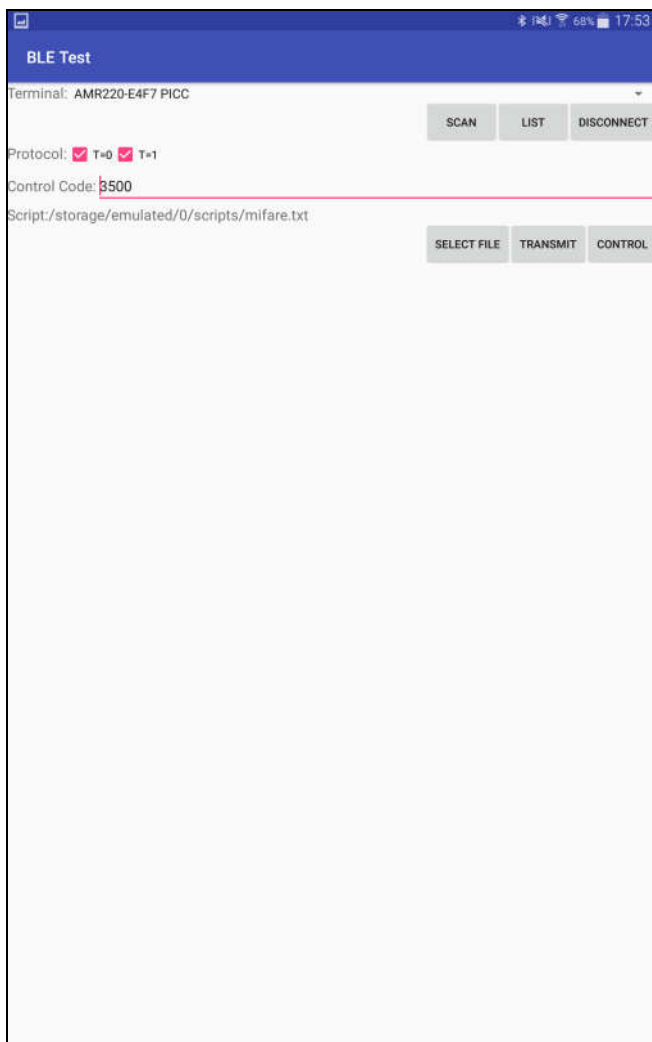 68% 17:53
BLE Test
Terminal: AMR220-E4F7 PICC
SCAN LIST DISCONNECT
Protocol: T=0 T=1
Control Code: 3500
Script:/storage/emulated/0/scripts/mifare.txt
SELECT FILE TRANSMIT CONTROL